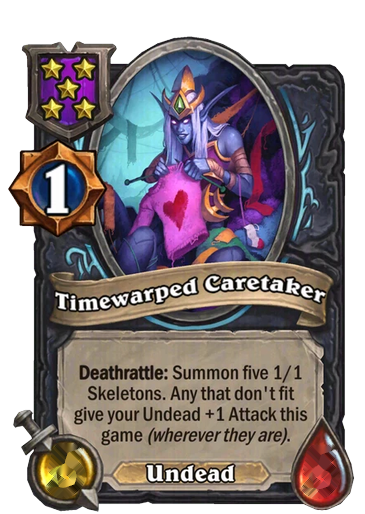 1
Timewarped Caretaker
Deathrattle: Summon five 1/1
Skeletons. Any that don't fit
give your Undead +1 Attack this
game (wherever they are).
Undead